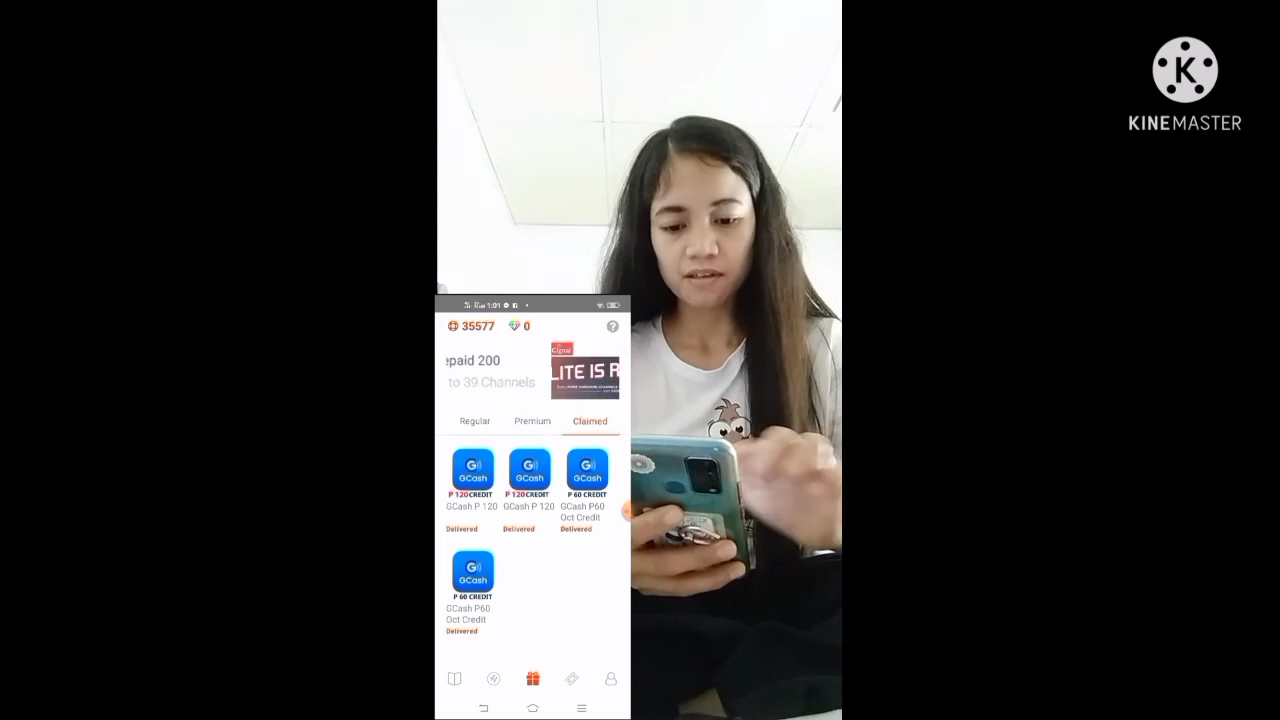 KINEMASTER
1:01
35577
0
epaid 200
to 39 Channels
Cignal
LITE IS R
Regular
Premium
Claimed
GCash
GCash
GCash
P 120 CREDIT
P 120 CREDIT
P 60 CREDIT
GCash P 120
GCash P 120
GCash P60
Oct Credit
Delivered
Delivered
Delivered
GCash
P 60 CREDIT
GCash P60
Oct Credit
Delivered